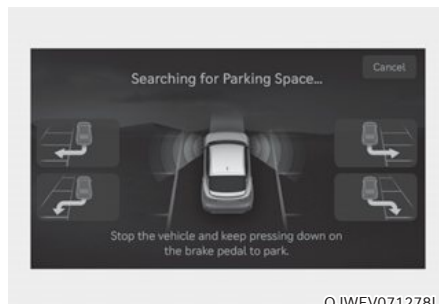 Cancel
Searching for Parking Space...
Stop the vehicle and keep pressing down on
the brake pedal to park.
OJWEV071278L